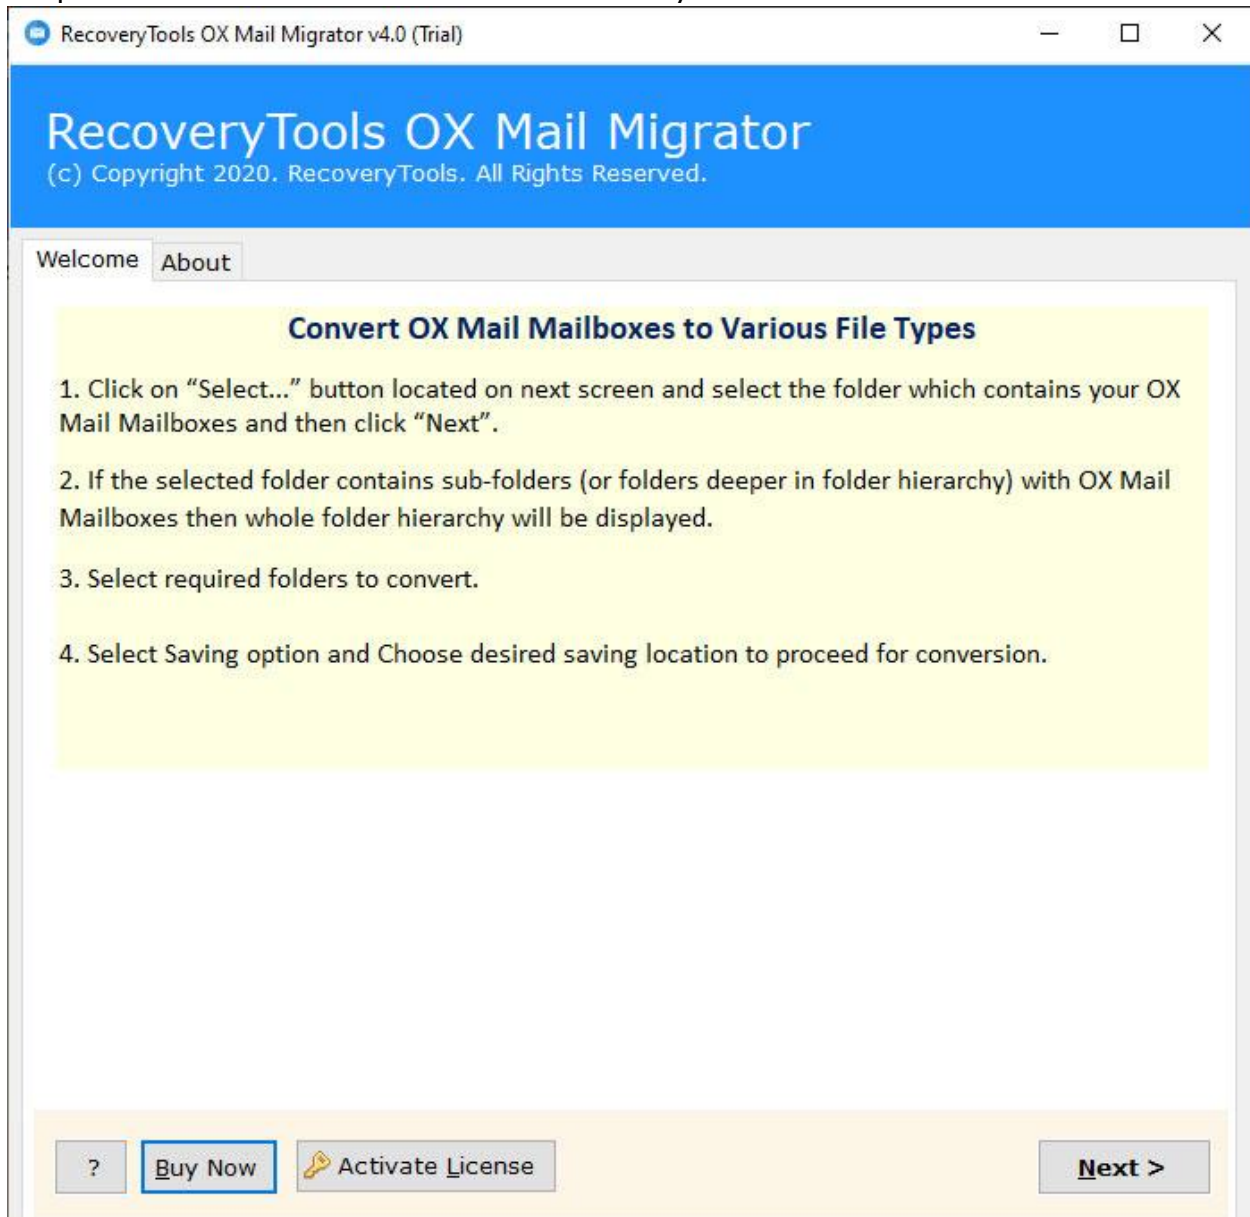 RecoveryTools OX Mail Migrator v4.0 (Trial)
RecoveryTools OX Mail Migrator
(c) Copyright 2020. RecoveryTools. All Rights Reserved.
Welcome About
Convert OX Mail Mailboxes to Various File Types
1. Click on “Select...” button located on next screen and select the folder which contains your OX
Mail Mailboxes and then click “Next”.
2. If the selected folder contains sub-folders (or folders deeper in folder hierarchy) with OX Mail
Mailboxes then whole folder hierarchy will be displayed.
3. Select required folders to convert.
4. Select Saving option and Choose desired saving location to proceed for conversion.
? Buy Now Activate License Next >